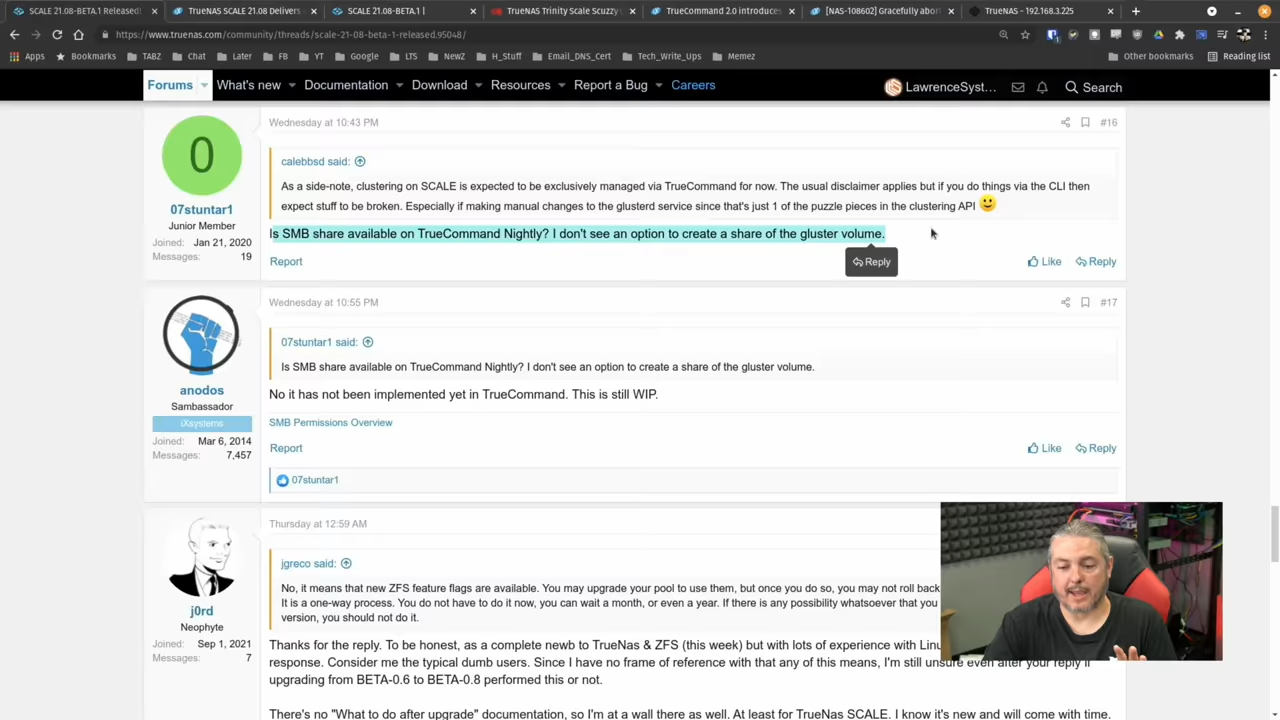 SCALE 21.08-BETA.1 Released!
TrueNAS SCALE 21.08 Delivers
SCALE 21.08-BETA.1 |
TrueNAS Trinity Scale Scuzzy
TrueCommand 2.0 introduces
[NAS-108602] Gracefully abort
TrueNAS - 192.168.3.225
https://www.truenas.com/community/threads/scale-21-08-beta-1-released.95048/
Apps
Bookmarks
TABZ
Chat
Later
FB
YT
Google
LTS
NewZ
H_Stuff
Email_DNS_Cert
Tech_Write_Ups
Memez
Other bookmarks
Reading list
Forums
What's new
Documentation
Download
Resources
Report a Bug
Careers
LawrenceSyst...
Search
0
07stuntar1
Junior Member
Joined: Jan 21, 2020
Messages: 19
Wednesday at 10:43 PM
#16
calebbsd said:
As a side-note, clustering on SCALE is expected to be exclusively managed via TrueCommand for now. The usual disclaimer applies but if you do things via the CLI then
expect stuff to be broken. Especially if making manual changes to the glusterd service since that's just 1 of the puzzle pieces in the clustering API
Is SMB share available on TrueCommand Nightly? I don't see an option to create a share of the gluster volume.
Reply
Report
Like
Reply
anodos
Sambassador
iXsystems
Joined: Mar 6, 2014
Messages: 7,457
Wednesday at 10:55 PM
#17
07stuntar1 said:
Is SMB share available on TrueCommand Nightly? I don't see an option to create a share of the gluster volume.
No it has not been implemented yet in TrueCommand. This is still WIP.
SMB Permissions Overview
Report
Like
Reply
07stuntar1
j0rd
Neophyte
Joined: Sep 1, 2021
Messages: 7
Thursday at 12:59 AM
jgreco said:
No, it means that new ZFS feature flags are available. You may upgrade your pool to use them, but once you do so, you may not roll back
It is a one-way process. You do not have to do it now, you can wait a month, or even a year. If there is any possibility whatsoever that you
version, you should not do it.
Thanks for the reply. To be honest, as a complete newb to TrueNas & ZFS (this week) but with lots of experience with Linu
response. Consider me the typical dumb users. Since I have no frame of reference with that any of this means, I'm still unsure even after your reply if
upgrading from BETA-0.6 to BETA-0.8 performed this or not.
There's no "What to do after upgrade" documentation, so I'm at a wall there as well. At least for TrueNas SCALE. I know it's new and will come with time.